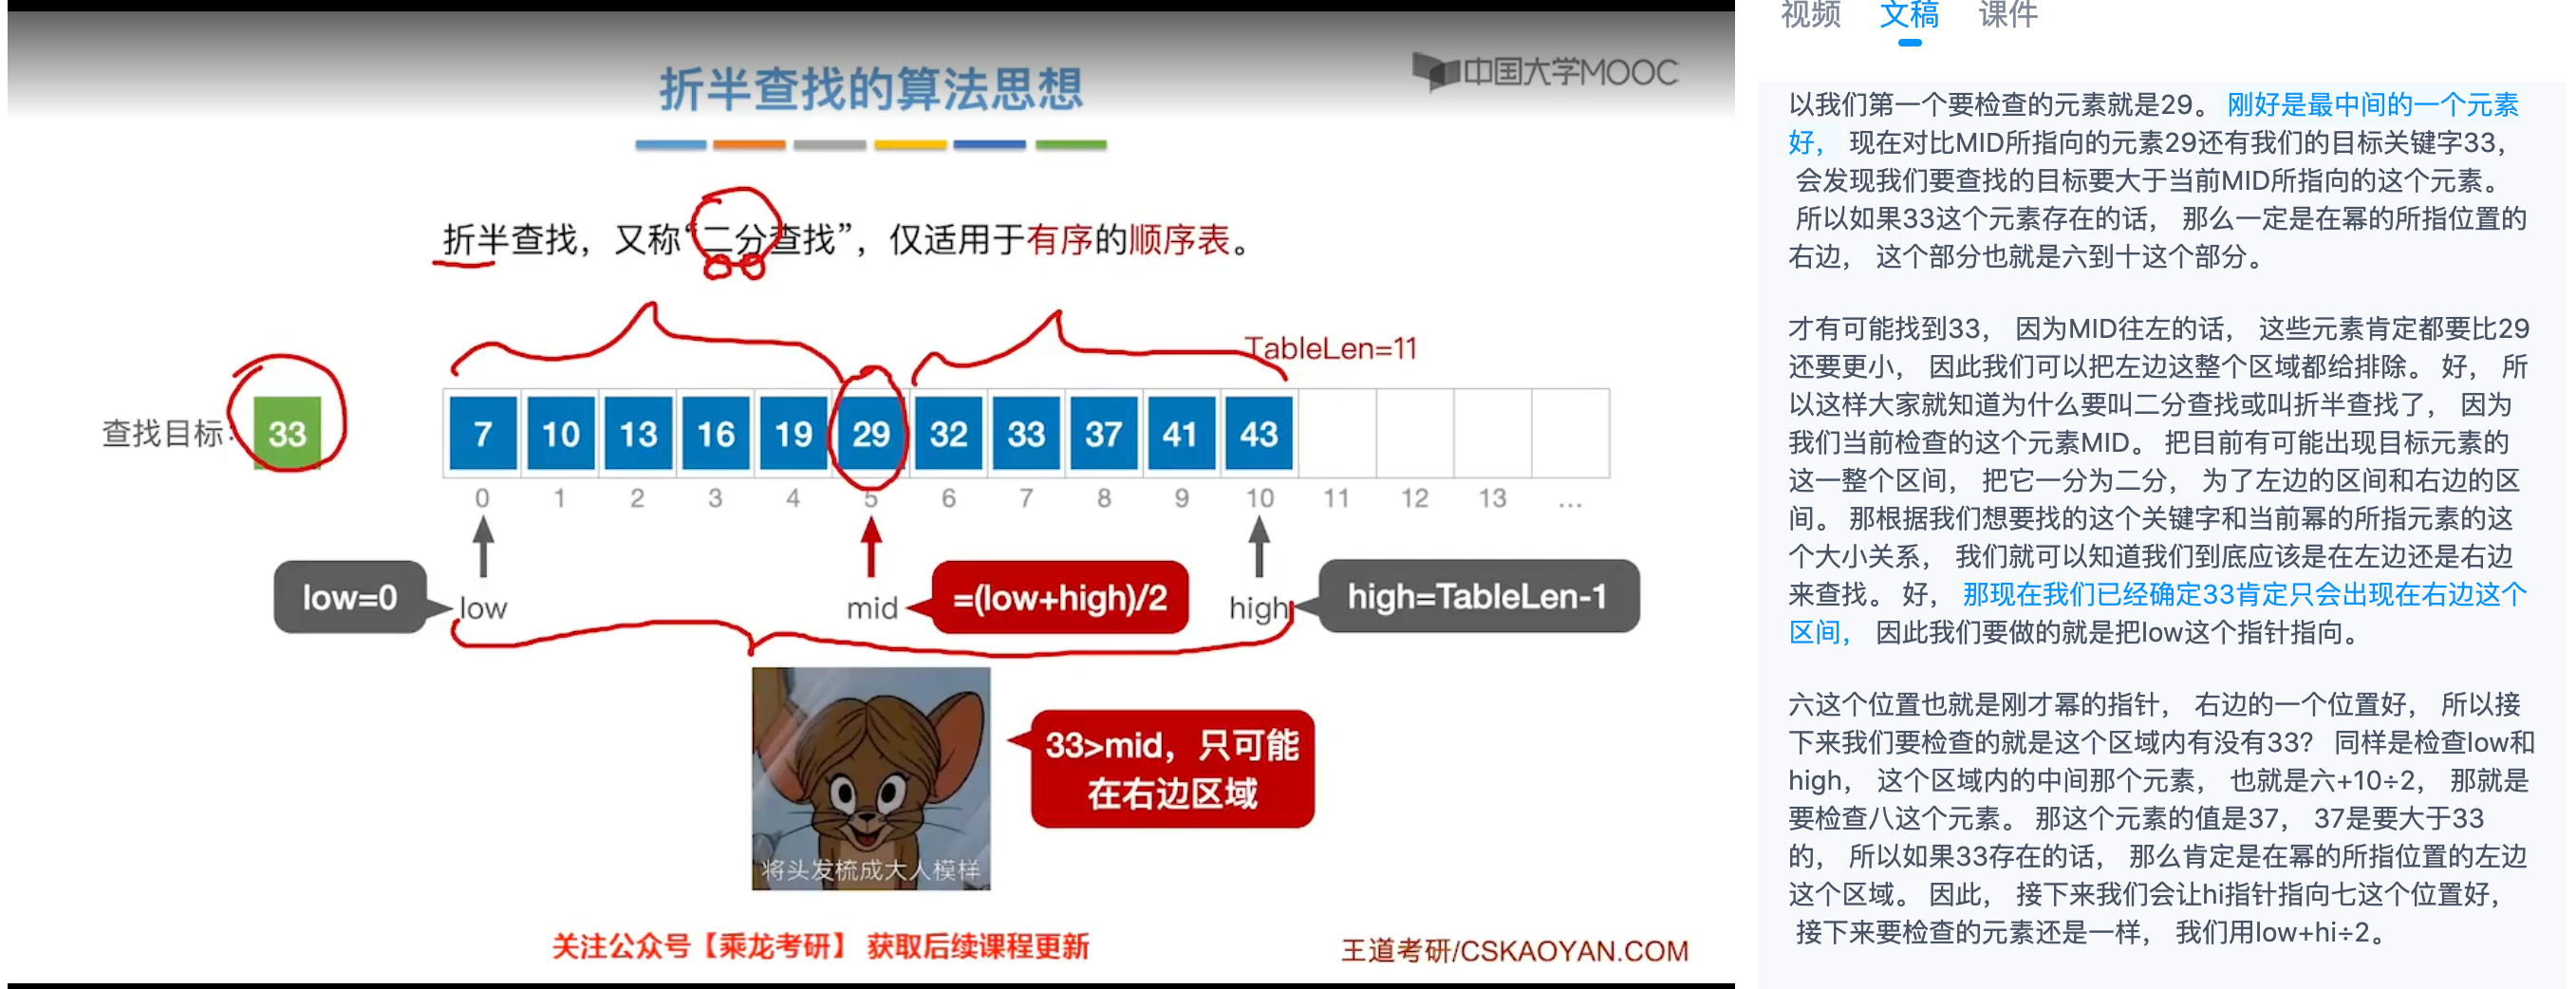 折半查找的算法思想
中国大学MOOC
折半查找，又称“二分查找”，仅适用于有序的顺序表。
TableLen=11
查找目标：
33
7 10 13 16 19 29 32 33 37 41 43
0 1 2 3 4 5 6 7 8 9 10 11 12 13 ...
low=0
low
mid
=(low+high)/2
high
high=TableLen-1
33>mid，只可能
在右边区域
将头发梳成大人模样
关注公众号【乘龙考研】 获取后续课程更新
王道考研/CSKAOYAN.COM
视频 文稿 课件
以我们第一个要检查的元素就是29。 刚好是最中间的一个元素
好， 现在对比MID所指向的元素29还有我们的目标关键字33，
会发现我们要查找的目标要大于当前MID所指向的这个元素。
所以如果33这个元素存在的话， 那么一定是在幂的所指位置的
右边， 这个部分也就是六到十这个部分。
才有可能找到33， 因为MID往左的话， 这些元素肯定都要比29
还要更小， 因此我们可以把左边这整个区域都给排除。 好， 所
以这样大家就知道为什么要叫二分查找或叫折半查找了， 因为
我们当前检查的这个元素MID。 把目前有可能出现目标元素的
这一整个区间， 把它一分为二分， 为了左边的区间和右边的区
间。 那根据我们想要找的这个关键字和当前幂的所指元素的这
个大小关系， 我们就可以知道我们到底应该是在左边还是右边
来查找。 好， 那现在我们已经确定33肯定只会出现在右边这个
区间， 因此我们要做的就是把low这个指针指向。
六这个位置也就是刚才幂的指针， 右边的一个位置好， 所以接
下来我们要检查的就是这个区域内有没有33? 同样是检查low和
high， 这个区域内的中间那个元素， 也就是六+10÷2， 那就是
要检查八这个元素。 那这个元素的值是37， 37是要大于33
的， 所以如果33存在的话， 那么肯定是在幂的所指位置的左边
这个区域。 因此， 接下来我们会让hi指针指向七这个位置好，
接下来要检查的元素还是一样， 我们用low+hi÷2。